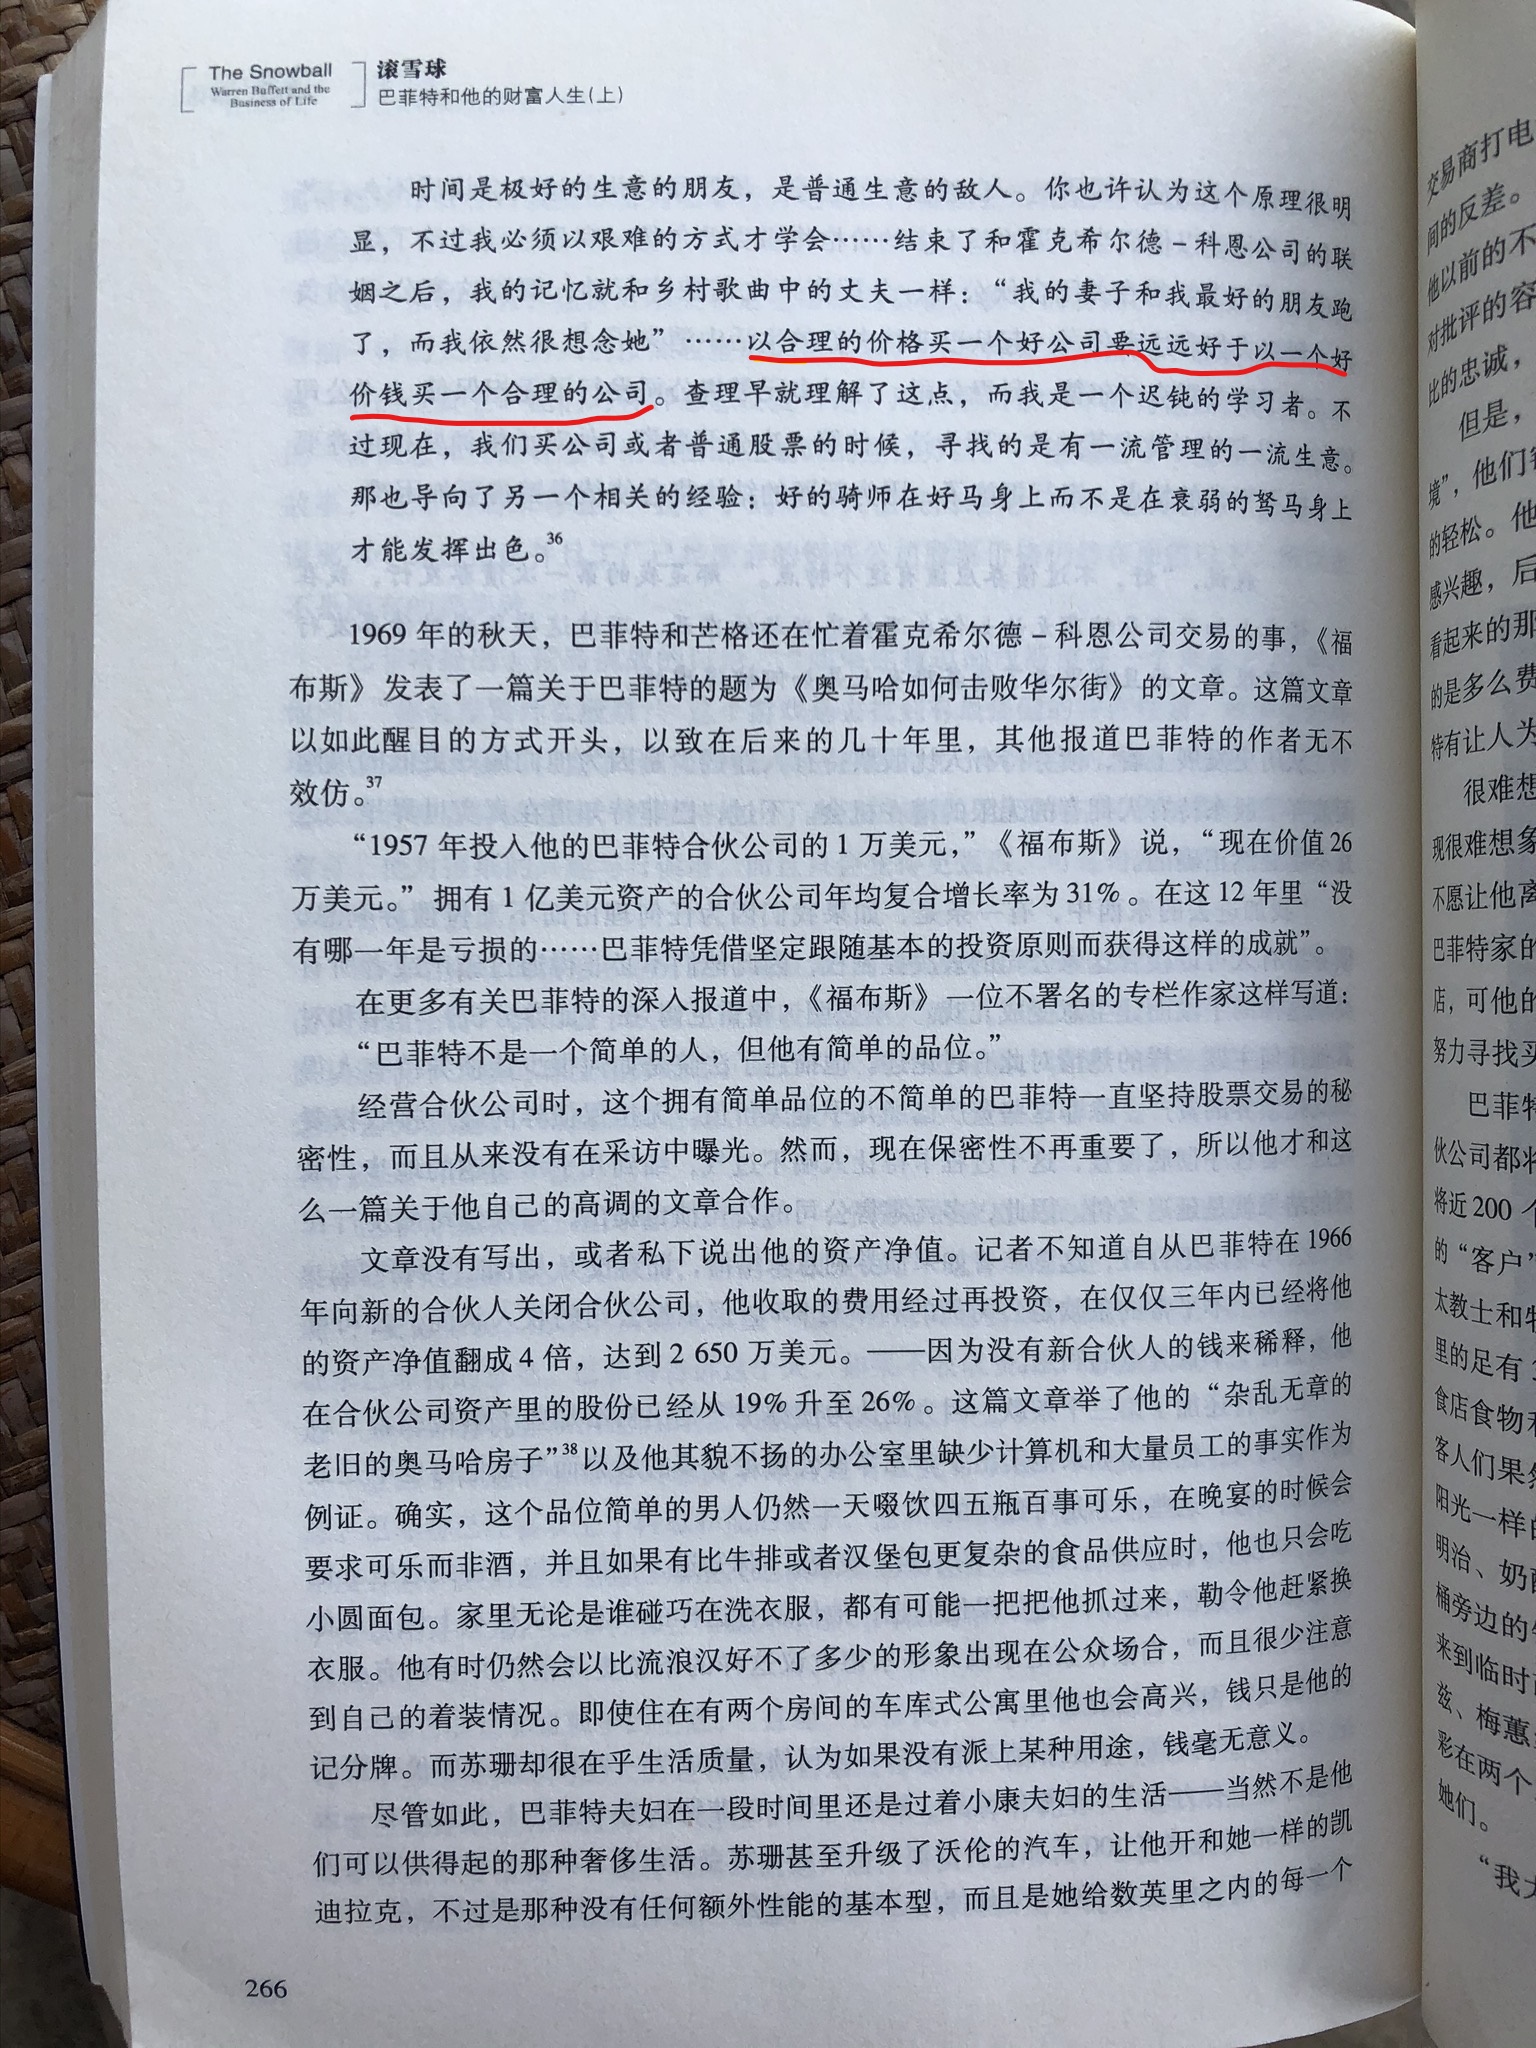 The Snowball
Warren Buffett and the
Business of Life
滚雪球
巴菲特和他的财富人生(上)
时间是极好的生意的朋友，是普通生意的敌人。你也许认为这个原理很明
显，不过我必须以艰难的方式才学会……结束了和霍克希尔德－科恩公司的联
姻之后，我的记忆就和乡村歌曲中的丈夫一样：“我的妻子和我最好的朋友跑
了，而我依然很想念她”……以合理的价格买一个好公司要远远好于以一个好
价钱买一个合理的公司。查理早就理解了这点，而我是一个迟钝的学习者。不
过现在，我们买公司或者普通股票的时候，寻找的是有一流管理的一流生意。
那也导向了另一个相关的经验：好的骑师在好马身上而不是在衰弱的驽马身上
才能发挥出色。36
1969 年的秋天，巴菲特和芒格还在忙着霍克希尔德－科恩公司交易的事，《福
布斯》发表了一篇关于巴菲特的题为《奥马哈如何击败华尔街》的文章。这篇文章
以如此醒目的方式开头，以致在后来的几十年里，其他报道巴菲特的作者无不
效仿。37
“1957 年投入他的巴菲特合伙公司的 1 万美元，”《福布斯》说，“现在价值 26
万美元。”拥有 1 亿美元资产的合伙公司年均复合增长率为 31%。在这 12 年里“没
有哪一年是亏损的……巴菲特凭借坚定跟随基本的投资原则而获得这样的成就”。
在更多有关巴菲特的深入报道中，《福布斯》一位不署名的专栏作家这样写道：
“巴菲特不是一个简单的人，但他有简单的品位。”
经营合伙公司时，这个拥有简单品位的不简单的巴菲特一直坚持股票交易的秘
密性，而且从来没有在采访中曝光。然而，现在保密性不再重要了，所以他才和这
么一篇关于他自己的高调的文章合作。
文章没有写出，或者私下说出他的资产净值。记者不知道自从巴菲特在 1966
年向新的合伙人关闭合伙公司，他收取的费用经过再投资，在仅仅三年内已经将他
的资产净值翻成 4 倍，达到 2 650 万美元。——因为没有新合伙人的钱来稀释，他
在合伙公司资产里的股份已经从 19% 升至 26%。这篇文章举了他的“杂乱无章的
老旧的奥马哈房子”38以及他其貌不扬的办公室里缺少计算机和大量员工的事实作为
例证。确实，这个品位简单的男人仍然一天啜饮四五瓶百事可乐，在晚宴的时候会
要求可乐而非酒，并且如果有比牛排或者汉堡包更复杂的食品供应时，他也只会吃
小圆面包。家里无论是谁碰巧在洗衣服，都有可能一把把他抓过来，勒令他赶紧换
衣服。他有时仍然会以比流浪汉好不了多少的形象出现在公众场合，而且很少注意
到自己的着装情况。即使住在有两个房间的车库式公寓里他也会高兴，钱只是他的
记分牌。而苏珊却很在乎生活质量，认为如果没有派上某种用途，钱毫无意义。
尽管如此，巴菲特夫妇在一段时间里还是过着小康夫妇的生活——当然不是他
们可以供得起的那种奢侈生活。苏珊甚至升级了沃伦的汽车，让他开和她一样的凯
迪拉克，不过是那种没有任何额外性能的基本型，而且是她给数英里之内的每一个
266
交易商打电
间的反差。
他以前的不
对批评的容
比的忠诚，
但是，
境”，他们
的轻松。他
感兴趣，后
看起来的那
的是多么费
特有让人为
很难想
现很难想象
不愿让他离
巴菲特家的
店，可他的
努力寻找买
巴菲特
伙公司都将
将近 200 个
的“客户”
太教士和牧
里的足有
食店食物和
客人们果然
阳光一样的
明治、奶酪
桶旁边的
来到临时
兹、梅蕙
彩在两个
她们。
“我